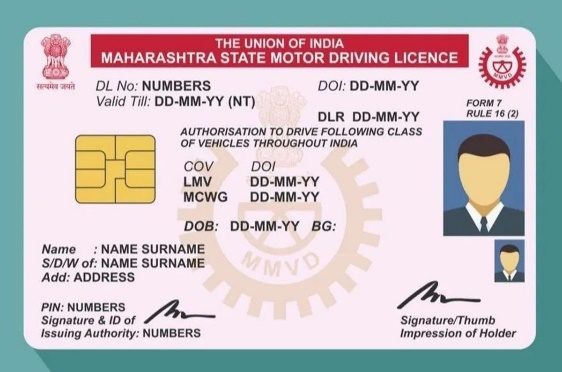 THE UNION OF INDIA
MAHARASHTRA STATE MOTOR DRIVING LICENCE
सत्यमेव जयते
MMVD
DL No: NUMBERS DOI: DD-MM-YY
Valid Till: DD-MM-YY (NT)
DLR DD-MM-YY
FORM 7
RULE 16 (2)
AUTHORISATION TO DRIVE FOLLOWING CLASS
OF VEHICLES THROUGHOUT INDIA
COV DOI
LMV DD-MM-YY
MCWG DD-MM-YY
DOB: DD-MM-YY BG:
MMVD
Name : NAME SURNAME
S/D/W of: NAME SURNAME
Add: ADDRESS
PIN: NUMBERS
Signature & ID of
Issuing Authority: NUMBERS
Signature/Thumb
Impression of Holder